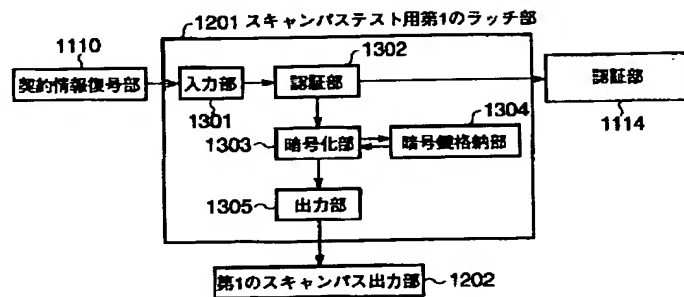 1201 スキャンパステスト用第1のラッチ部
1110
1302
契約情報復号部
入力部
認証部
認証部
1301
1304
1114
1303
暗号化部
暗号鍵格納部
1305
出力部
第1のスキャンパス出力部
1202